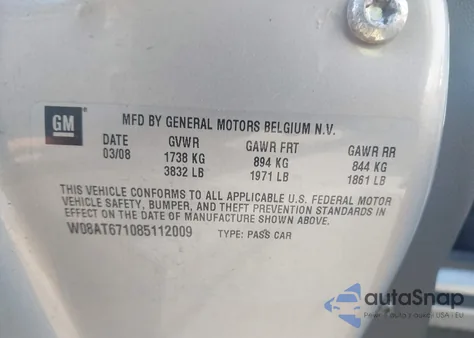 GM
MFD BY GENERAL MOTORS BELGIUM N.V.
DATE GVWR GAWR FRT GAWR RR
03/08 1738 KG 894 KG 844 KG
3832 LB 1971 LB 1861 LB
THIS VEHICLE CONFORMS TO ALL APPLICABLE U.S. FEDERAL MOTOR
VEHICLE SAFETY, BUMPER, AND THEFT PREVENTION STANDARDS IN
EFFECT ON THE DATE OF MANUFACTURE SHOWN ABOVE.
W08AT671085112009 TYPE: PASS CAR
autoSnap